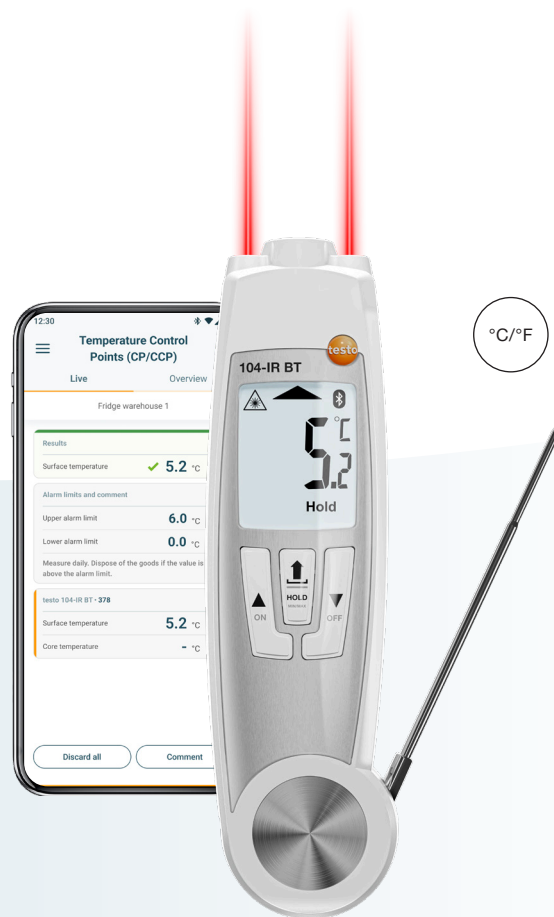 12:30
Temperature Control
Points (CP/CCP)
Live Overview
Fridge warehouse 1
Results
Surface temperature 5.2 °C
Alarm limits and comment
Upper alarm limit 6.0 °C
Lower alarm limit 0.0 °C
Measure daily. Dispose of the goods if the value is
above the alarm limit.
testo 104-IR BT • 378
Surface temperature 5.2 °C
Core temperature - °C
Discard all Comment
testo
104-IR BT
°C
5.2
Hold
HOLD
ON
OFF
°C/°F